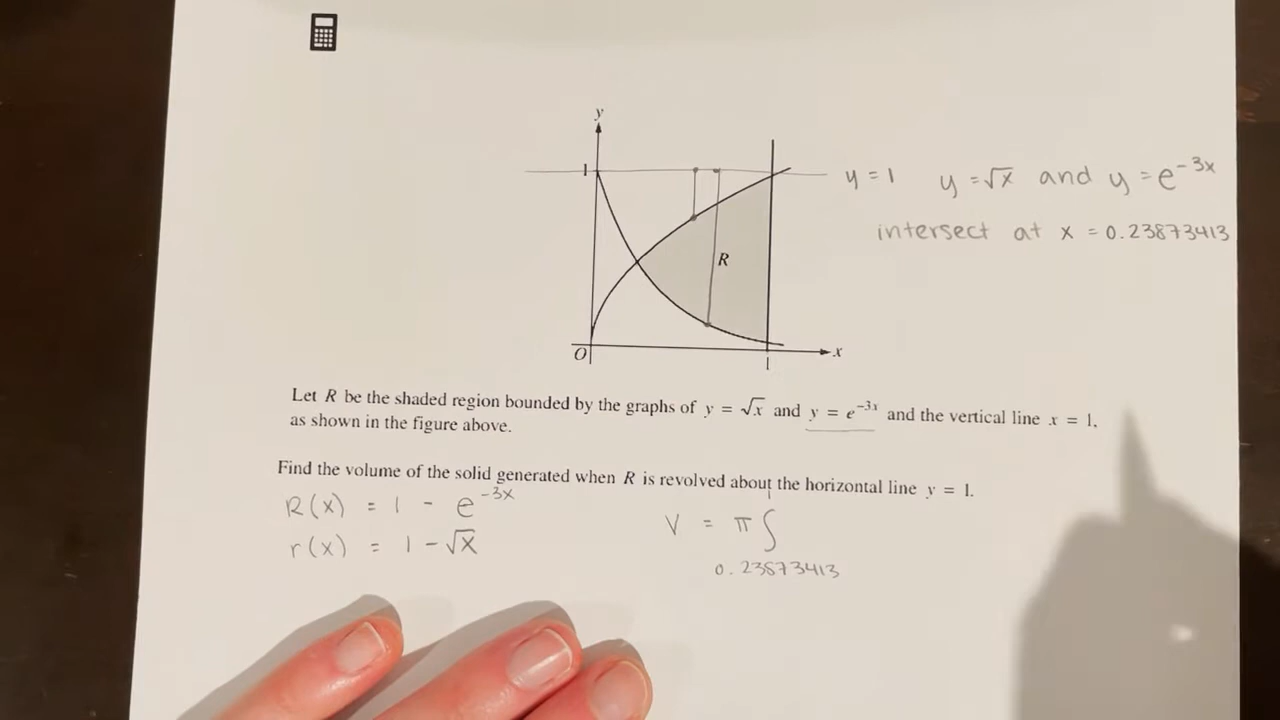 y
1
y = 1 y = √x and y = e^-3x
intersect at x = 0.23873413
R
O
1
x
Let R be the shaded region bounded by the graphs of y = √x and y = e^-3x and the vertical line x = 1,
as shown in the figure above.
Find the volume of the solid generated when R is revolved about the horizontal line y = 1.
R(x) = 1 - e^-3x
r(x) = 1 - √x
1
V = π ∫
0.23873413